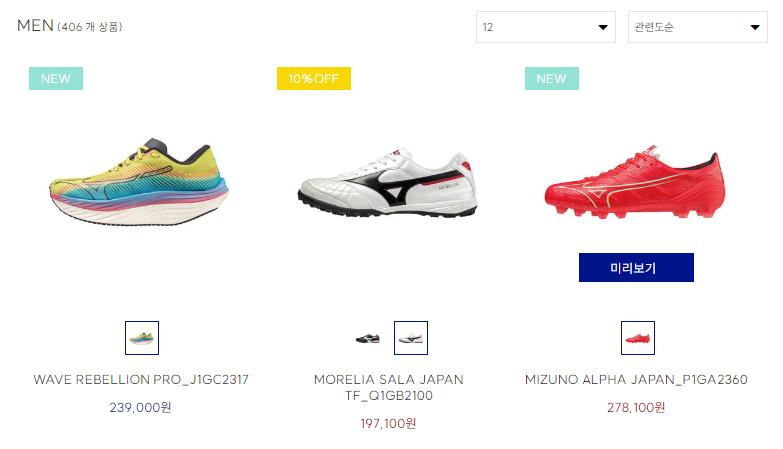 MEN (406 개 상품)
12
관련도순
NEW
10%OFF
NEW
미리보기
WAVE REBELLION PRO_J1GC2317
239,000원
MORELIA SALA JAPAN
TF_Q1GB2100
197,100원
MIZUNO ALPHA JAPAN_P1GA2360
278,100원